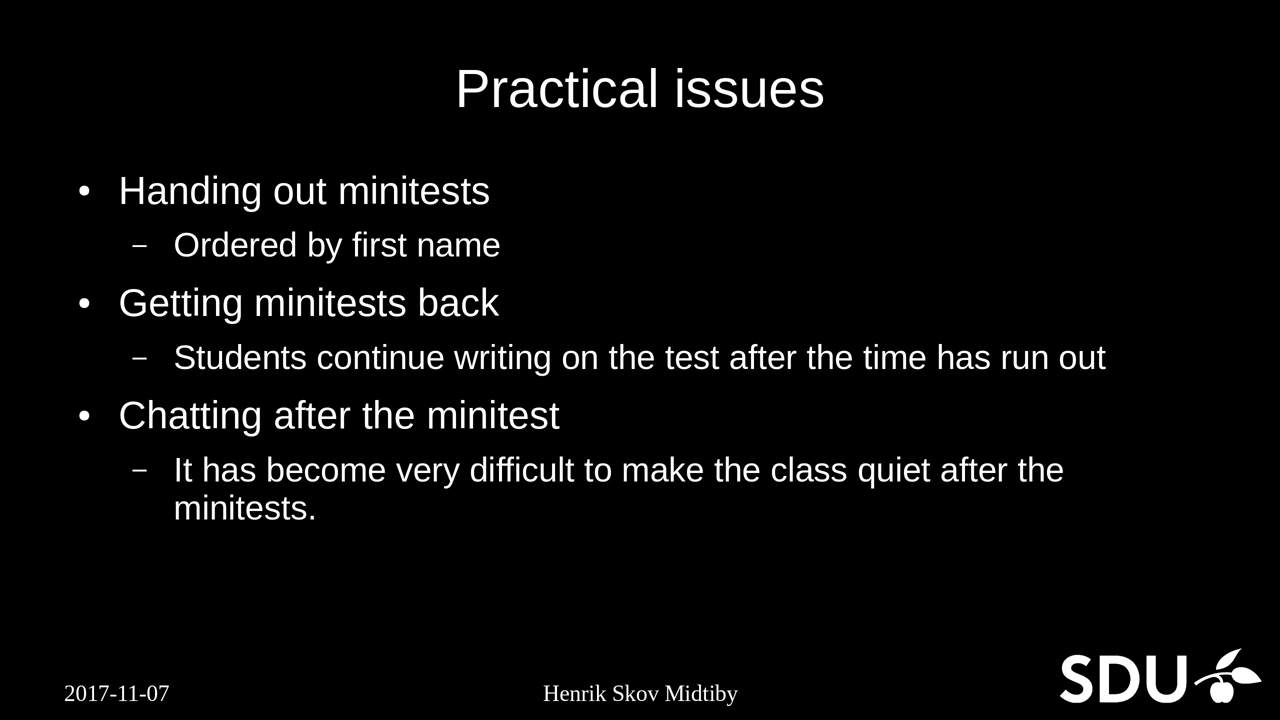 Practical issues
• Handing out minitests
– Ordered by first name
• Getting minitests back
– Students continue writing on the test after the time has run out
• Chatting after the minitest
– It has become very difficult to make the class quiet after the
minitests.
2017-11-07
Henrik Skov Midtiby
SDU